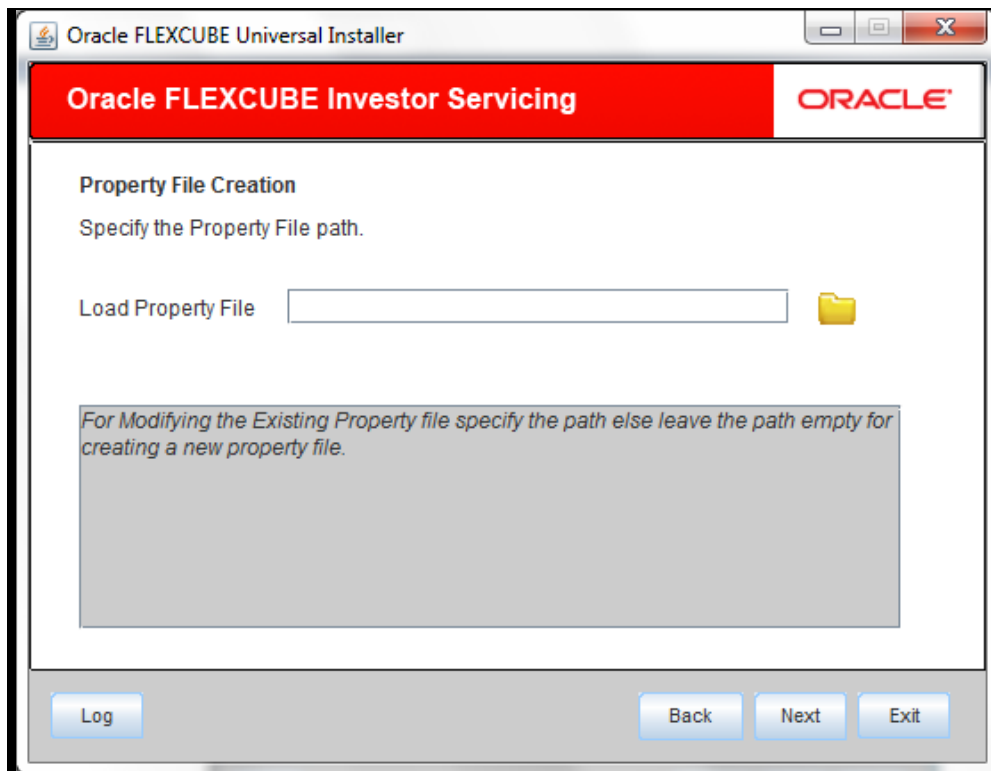 Oracle FLEXCUBE Universal Installer
Oracle FLEXCUBE Investor Servicing
ORACLE
Property File Creation
Specify the Property File path.
Load Property File
For Modifying the Existing Property file specify the path else leave the path empty for
creating a new property file.
Log Back Next Exit